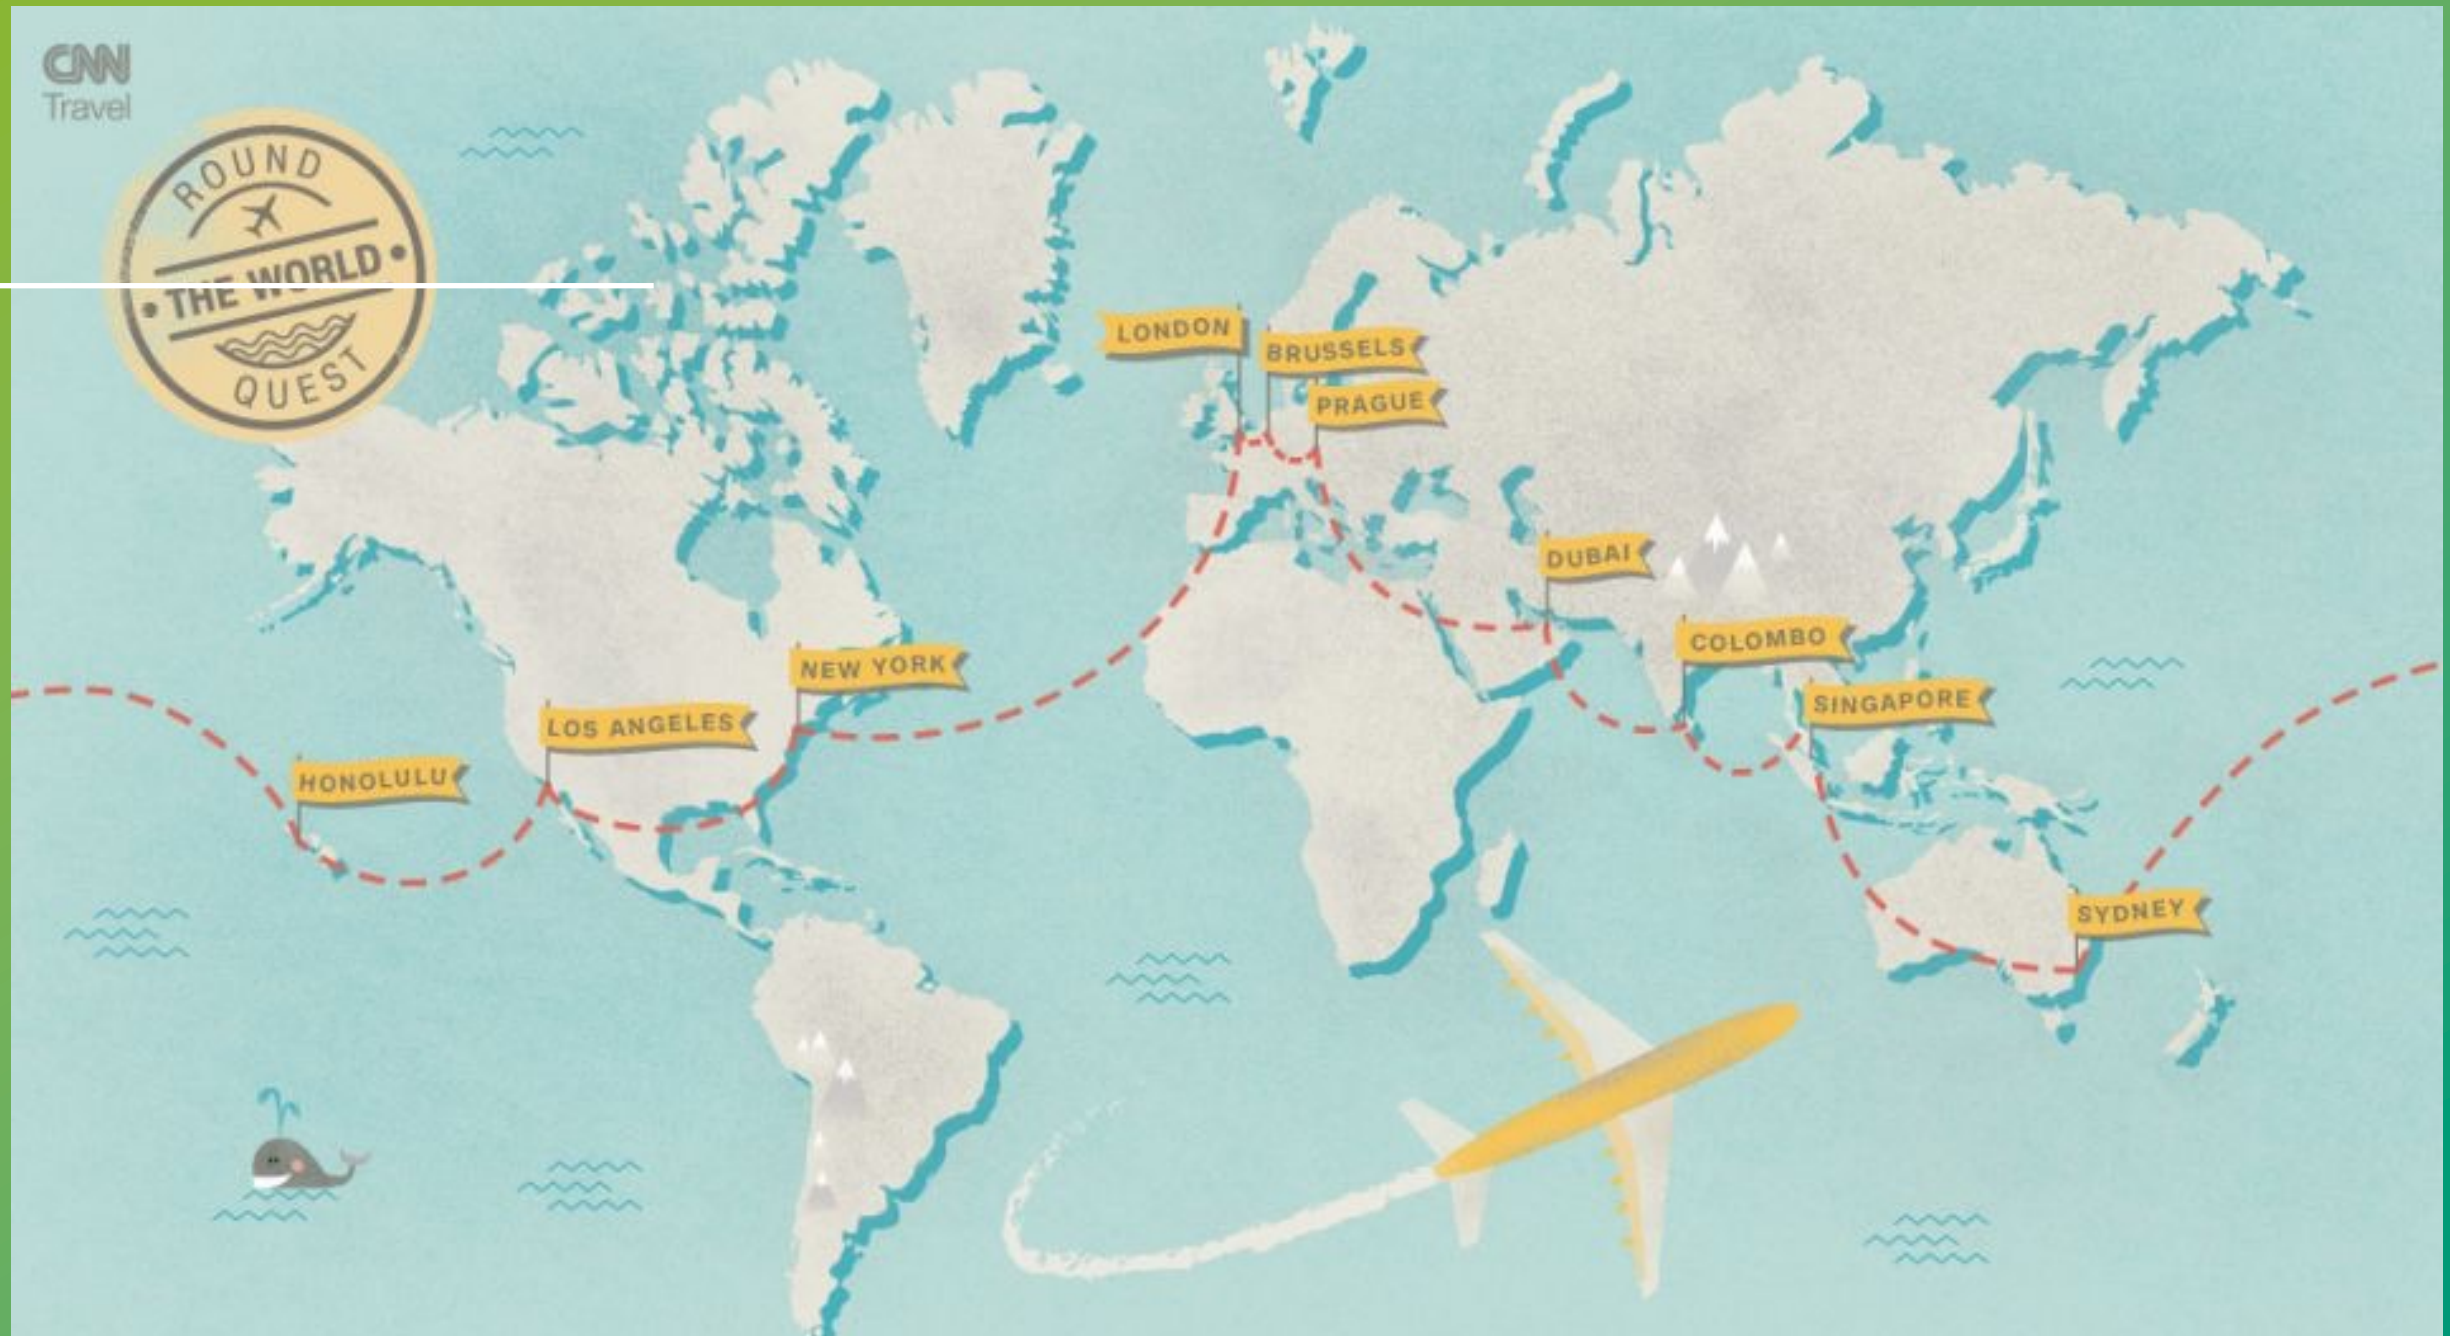 CNN
Travel
ROUND
THE WORLD
QUEST
LONDON
BRUSSELS
PRAGUE
DUBAI
COLOMBO
NEW YORK
SINGAPORE
LOS ANGELES
HONOLULU
SYDNEY